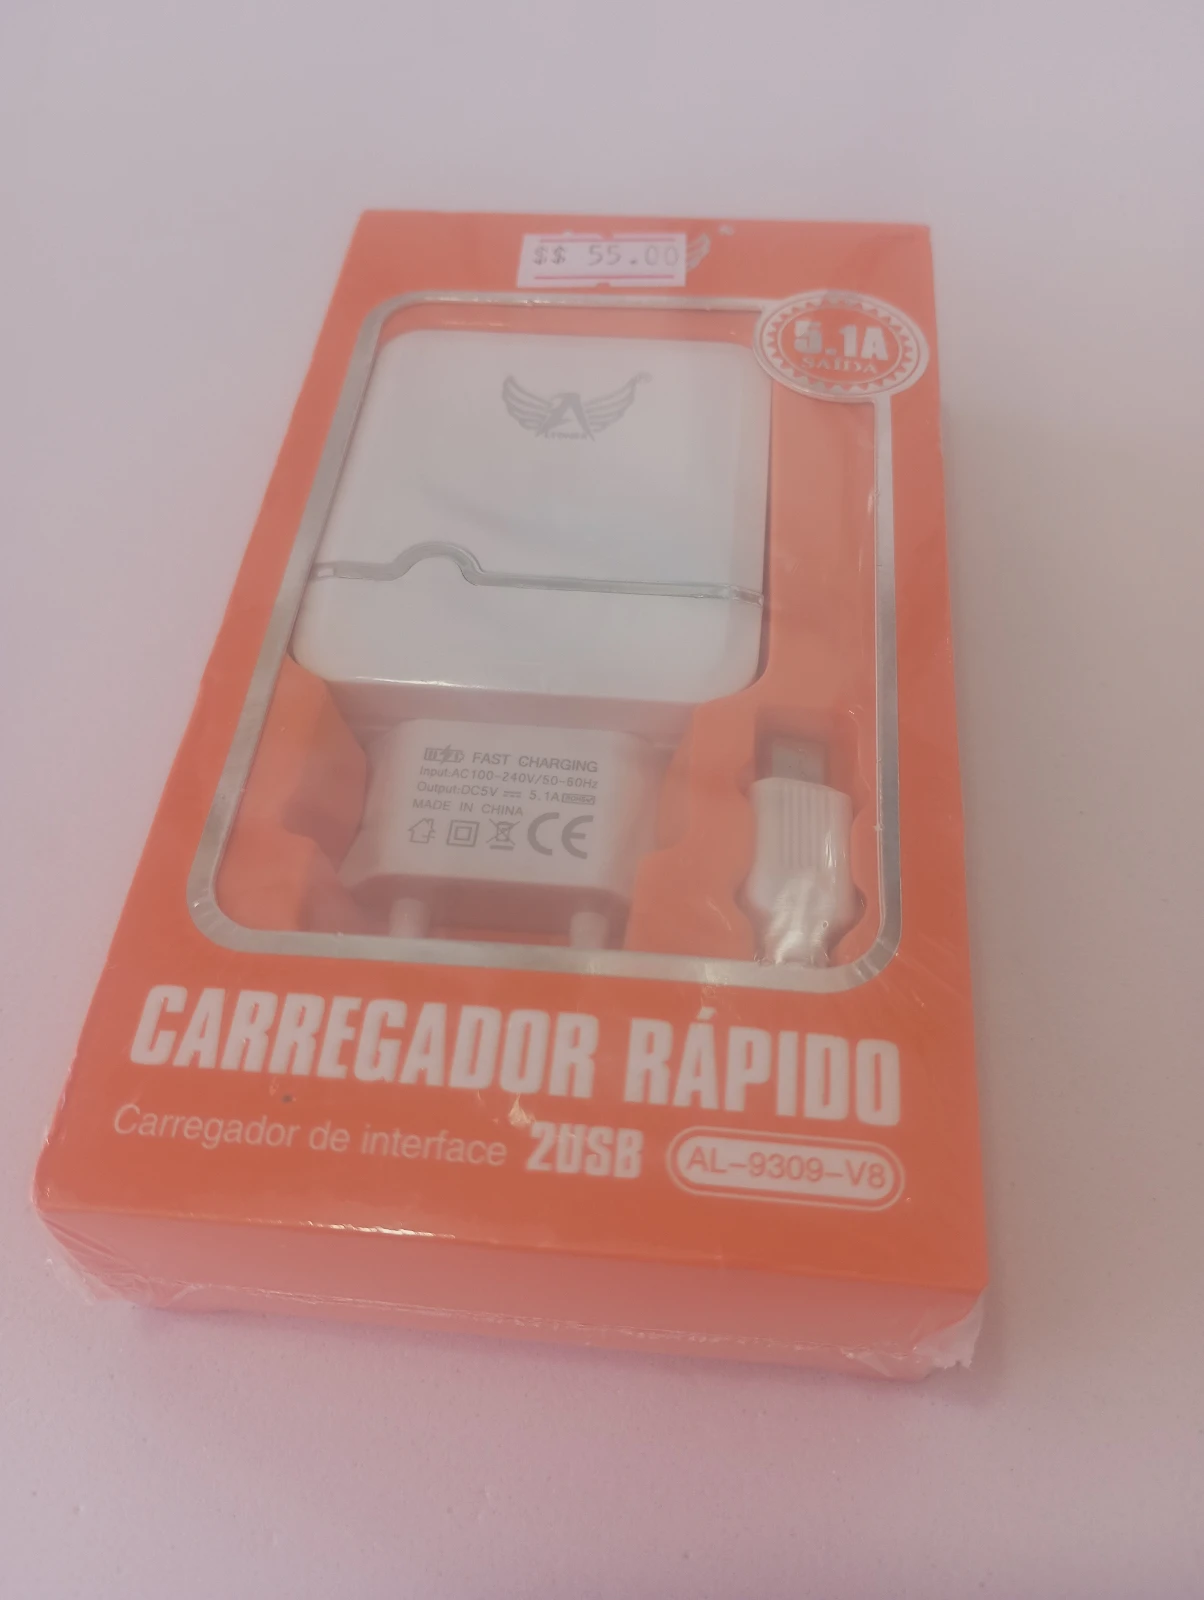 $$ 55.00
5.1A
SAÍDA
A
FAST CHARGING
Input:AC100-240V/50-60Hz
Output:DC5V ⎓ 5.1A
MADE IN CHINA
CE
CARREGADOR RÁPIDO
Carregador de interface 2USB AL-9309-V8